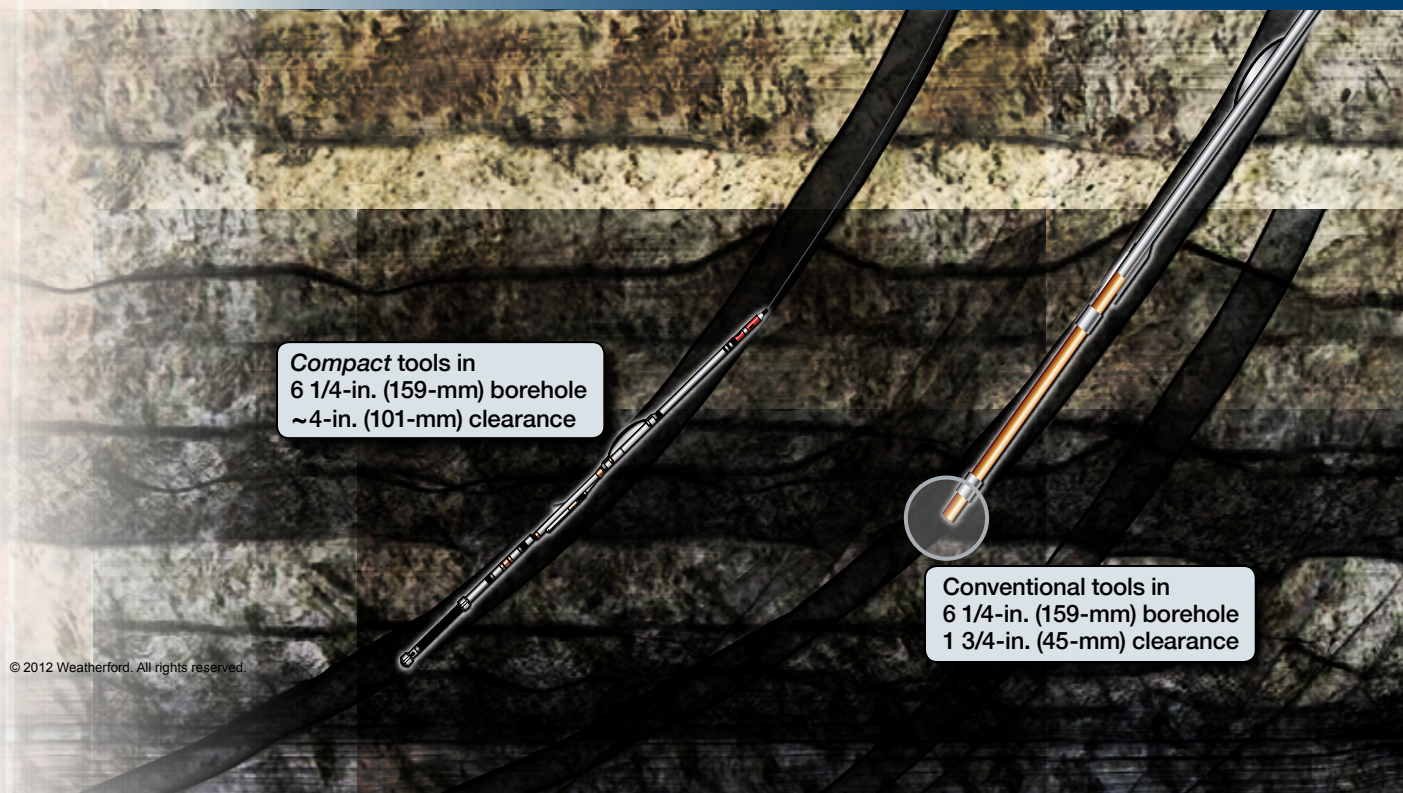 Compact tools in
6 1/4-in. (159-mm) borehole
~4-in. (101-mm) clearance
Conventional tools in
6 1/4-in. (159-mm) borehole
1 3/4-in. (45-mm) clearance
© 2012 Weatherford. All rights reserved.